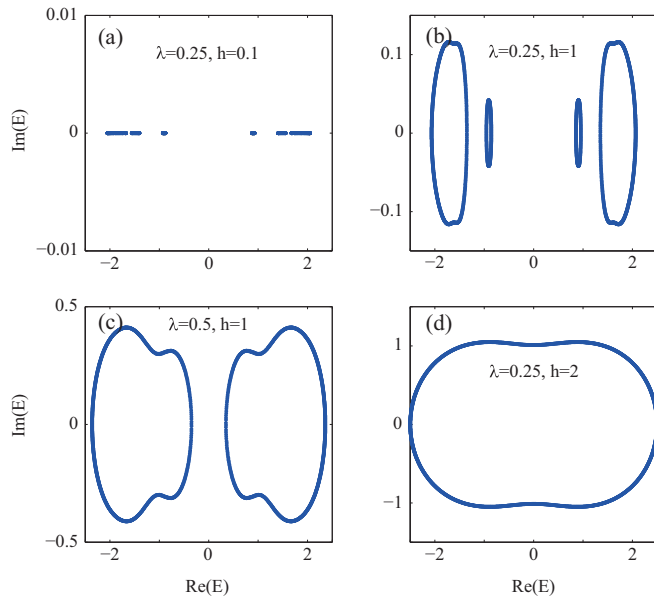 0.01
(a)
λ=0.25, h=0.1
Im(E)
0
−0.01
−2
0
2
0.1
(b)
λ=0.25, h=1
0
−0.1
−2
0
2
0.5
(c)
λ=0.5, h=1
Im(E)
0
−0.5
−2
0
2
Re(E)
(d)
1
λ=0.25, h=2
0
−1
−2
0
2
Re(E)